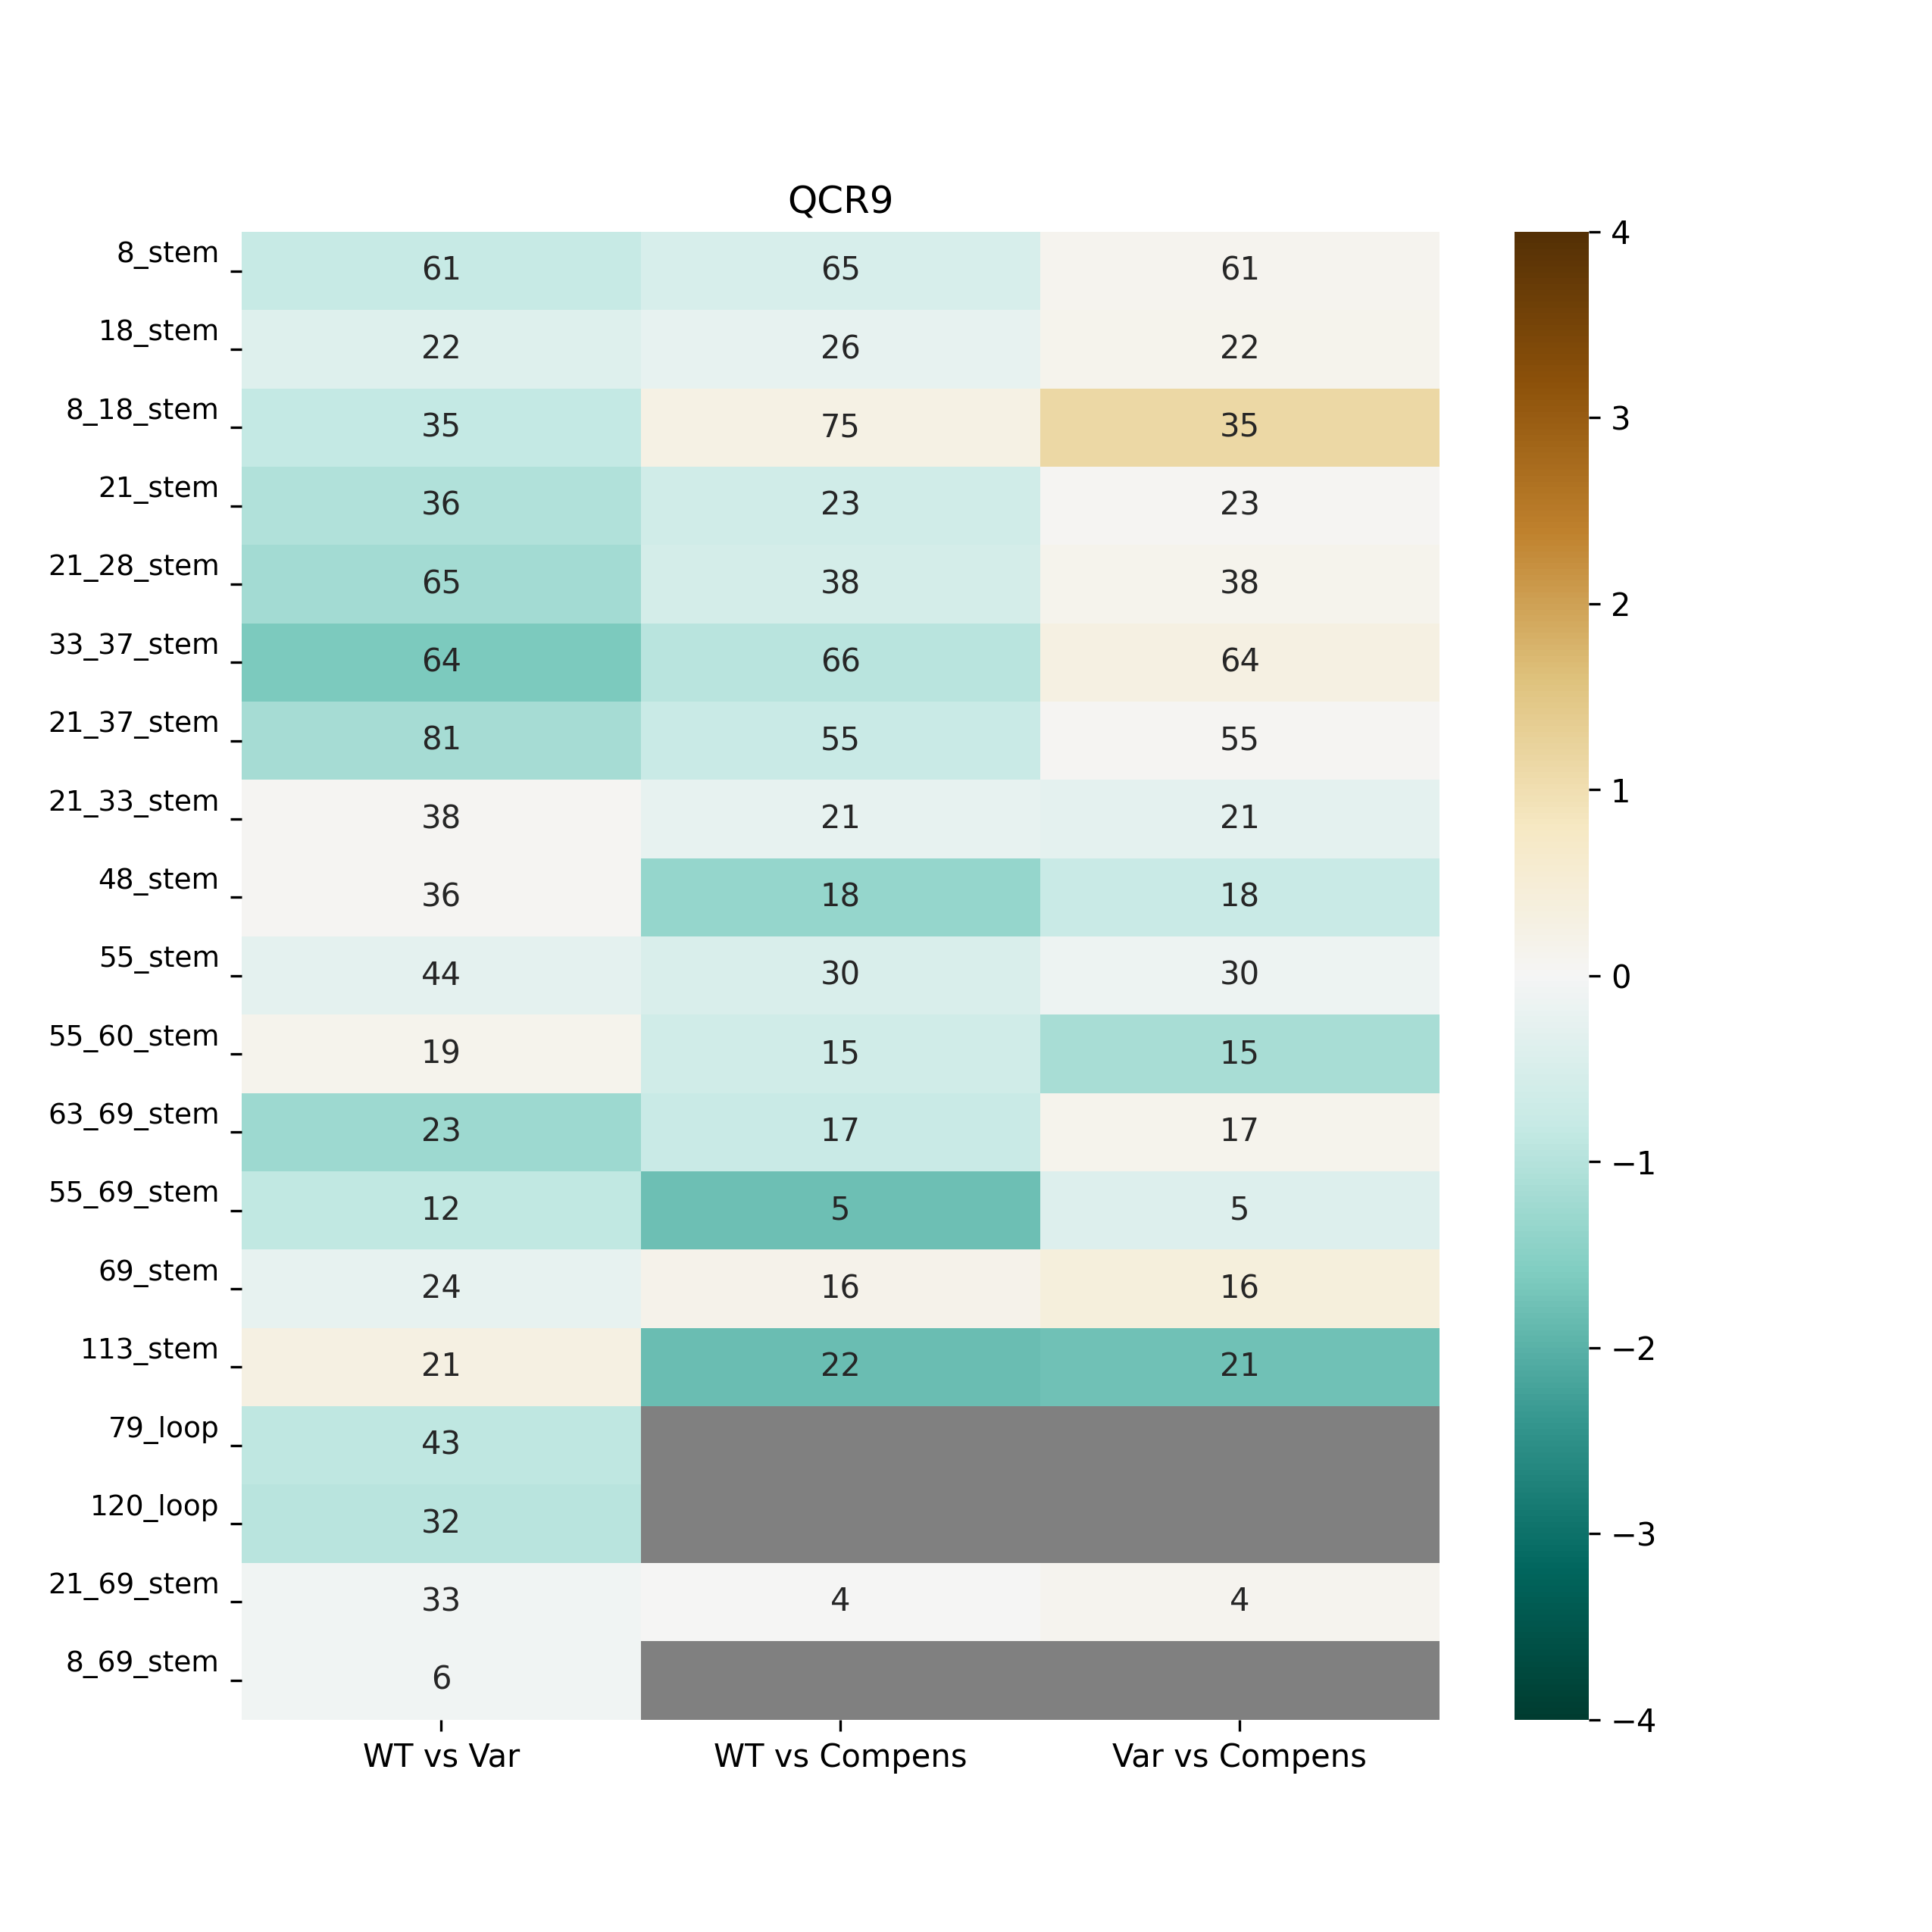 QCR9
8_stem 61 65 61
18_stem 22 26 22
8_18_stem 35 75 35
21_stem 36 23 23
21_28_stem 65 38 38
33_37_stem 64 66 64
21_37_stem 81 55 55
21_33_stem 38 21 21
48_stem 36 18 18
55_stem 44 30 30
55_60_stem 19 15 15
63_69_stem 23 17 17
55_69_stem 12 5 5
69_stem 24 16 16
113_stem 21 22 21
79_loop 43
120_loop 32
21_69_stem 33 4 4
8_69_stem 6
WT vs Var WT vs Compens Var vs Compens
4
3
2
1
0
−1
−2
−3
−4